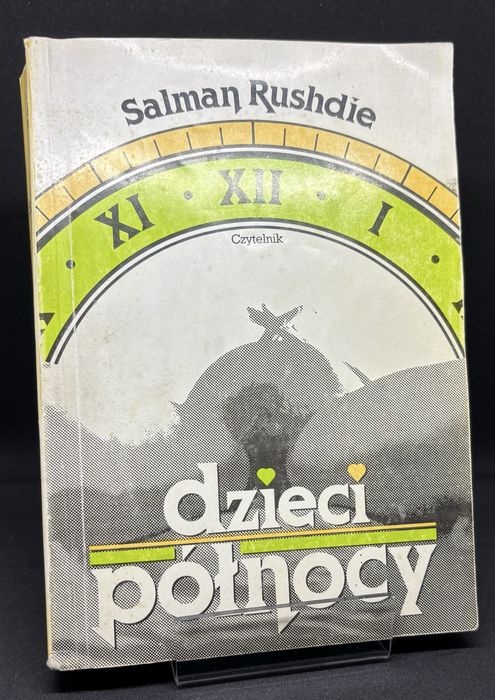 Salman Rushdie
XI · XII · I
Czytelnik
dzieci
północy